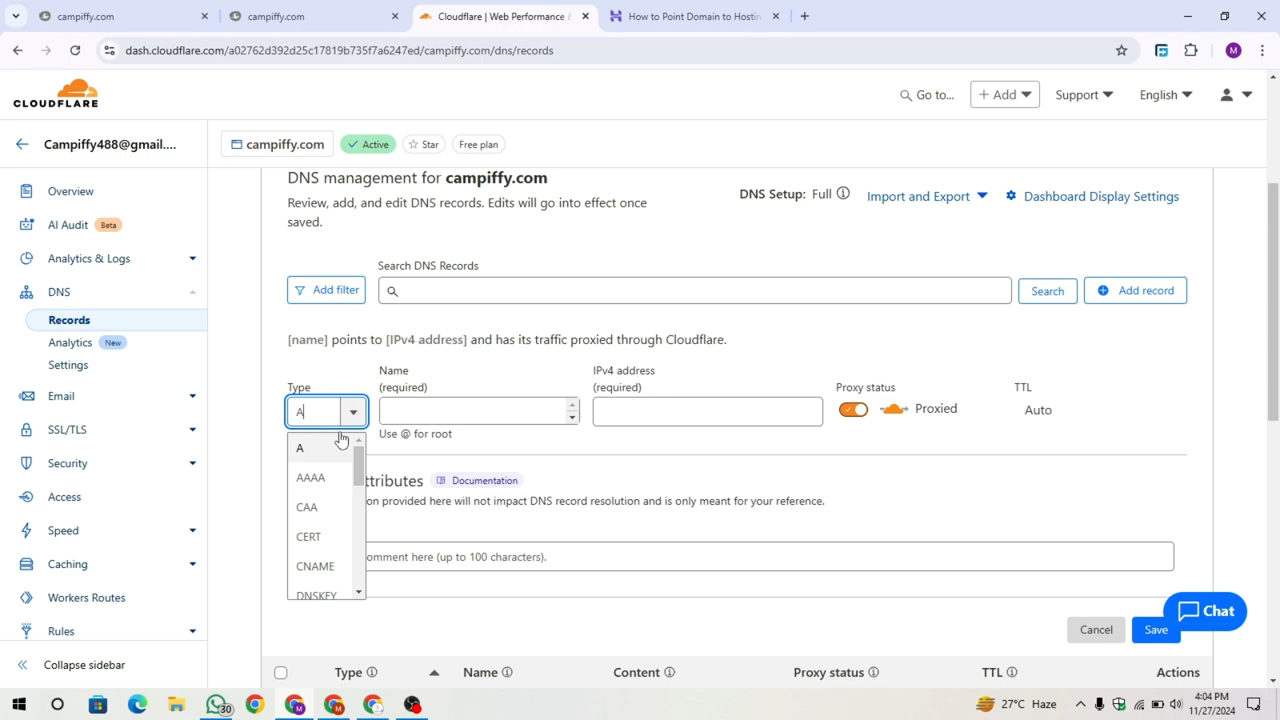 campiffy.com
campiffy.com
Cloudflare | Web Performance &
How to Point Domain to Hostin
dash.cloudflare.com/a02762d392d25c17819b735f7a6247ed/campiffy.com/dns/records
M
CLOUDFLARE
Go to...
+ Add
Support
English
Campiffy488@gmail....
campiffy.com
Active
Star
Free plan
Overview
AI Audit Beta
Analytics & Logs
DNS
Records
Analytics New
Settings
Email
SSL/TLS
Security
Access
Speed
Caching
Workers Routes
Rules
Collapse sidebar
DNS management for campiffy.com
Review, add, and edit DNS records. Edits will go into effect once
saved.
DNS Setup: Full
Import and Export
Dashboard Display Settings
Search DNS Records
Add filter
Search
Add record
[name] points to [IPv4 address] and has its traffic proxied through Cloudflare.
Type
Name
(required)
IPv4 address
(required)
Proxy status
TTL
A
Proxied
Auto
Use @ for root
A
AAAA
CAA
CERT
CNAME
DNSKEY
ttributes
Documentation
on provided here will not impact DNS record resolution and is only meant for your reference.
omment here (up to 100 characters).
Chat
Cancel
Save
Type
Name
Content
Proxy status
TTL
Actions
30
M
27°C Haze
4:04 PM
11/27/2024